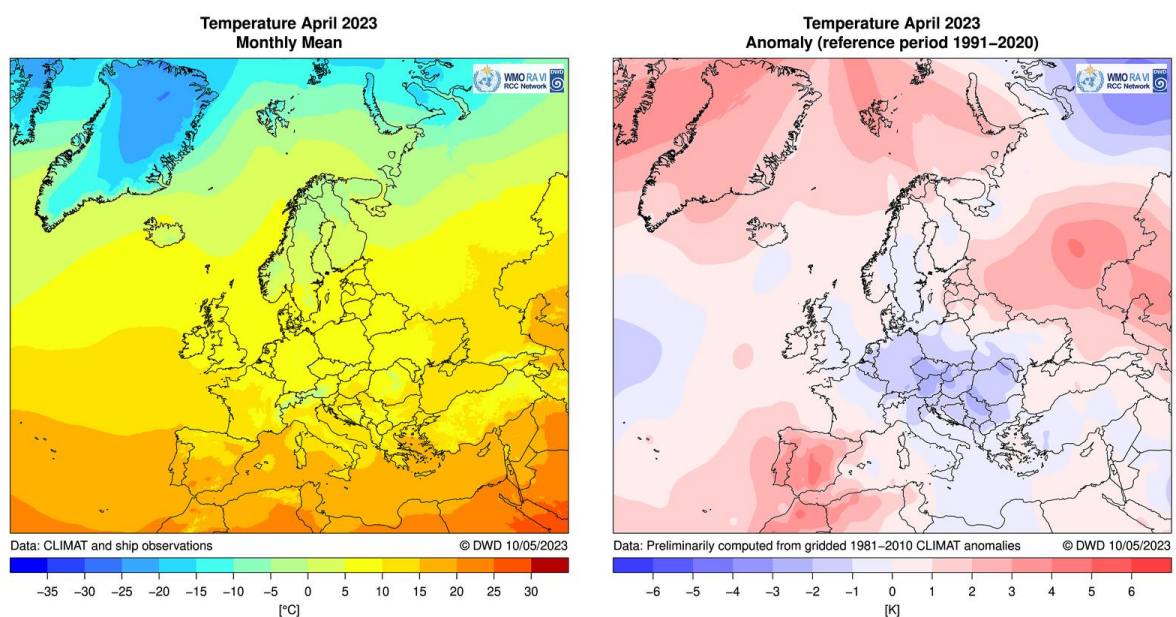 Temperature April 2023
Monthly Mean
WMO RA VI
RCC Network
DWD
Data: CLIMAT and ship observations
© DWD 10/05/2023
−35 −30 −25 −20 −15 −10 −5 0 5 10 15 20 25 30
[°C]
Temperature April 2023
Anomaly (reference period 1991−2020)
WMO RA VI
RCC Network
DWD
Data: Preliminarily computed from gridded 1981−2010 CLIMAT anomalies
© DWD 10/05/2023
−6 −5 −4 −3 −2 −1 0 1 2 3 4 5 6
[K]